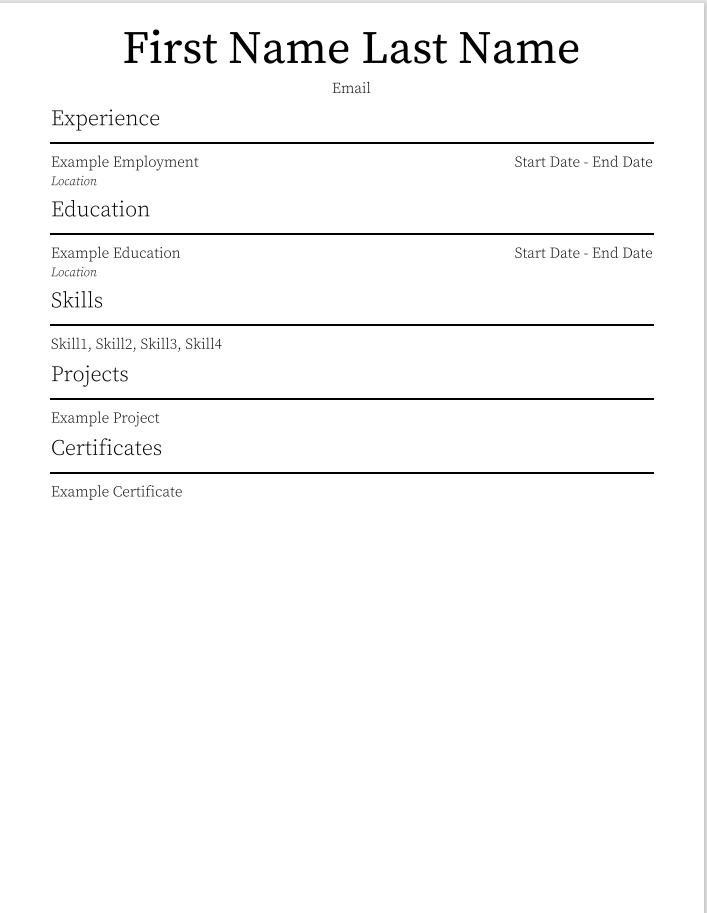 First Name Last Name
Email
Experience
Example Employment Start Date - End Date
Location
Education
Example Education Start Date - End Date
Location
Skills
Skill1, Skill2, Skill3, Skill4
Projects
Example Project
Certificates
Example Certificate